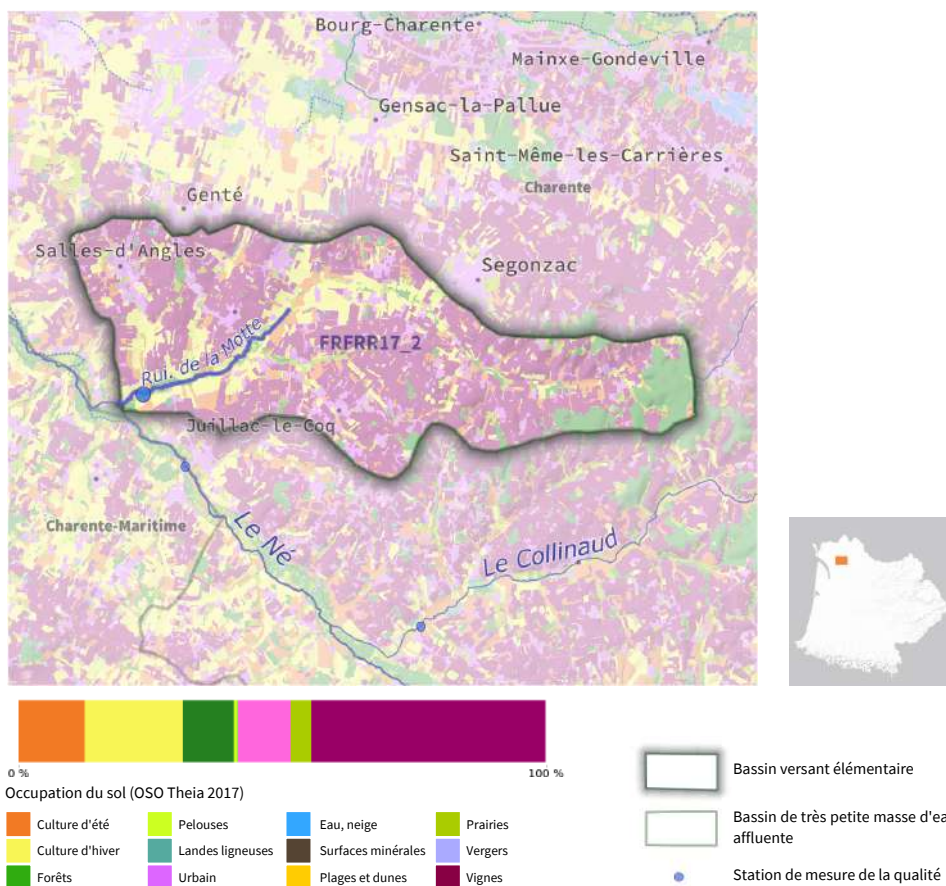 Bourg-Charente
Mainxe-Gondeville
Gensac-la-Pallue
Saint-Même-les-Carrières
Charente
Genté
Salles-d'Angles
Segonzac
FRFRR17_2
Rui. de la Motte
Juillac-le-Coq
Charente-Maritime
Le Né
Le Collinaud
0 %
100 %
Occupation du sol (OSO Theia 2017)
Culture d'été
Pelouses
Eau, neige
Prairies
Culture d'hiver
Landes ligneuses
Surfaces minérales
Vergers
Forêts
Urbain
Plages et dunes
Vignes
Bassin versant élémentaire
Bassin de très petite masse d'ea
affluente
Station de mesure de la qualité